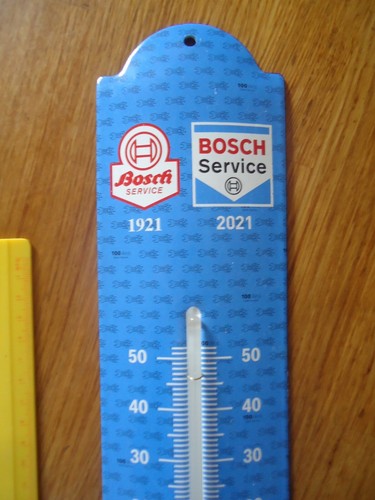 BOSCH
Service
Bosch
SERVICE
1921
2021
50 50
40 40
30 30